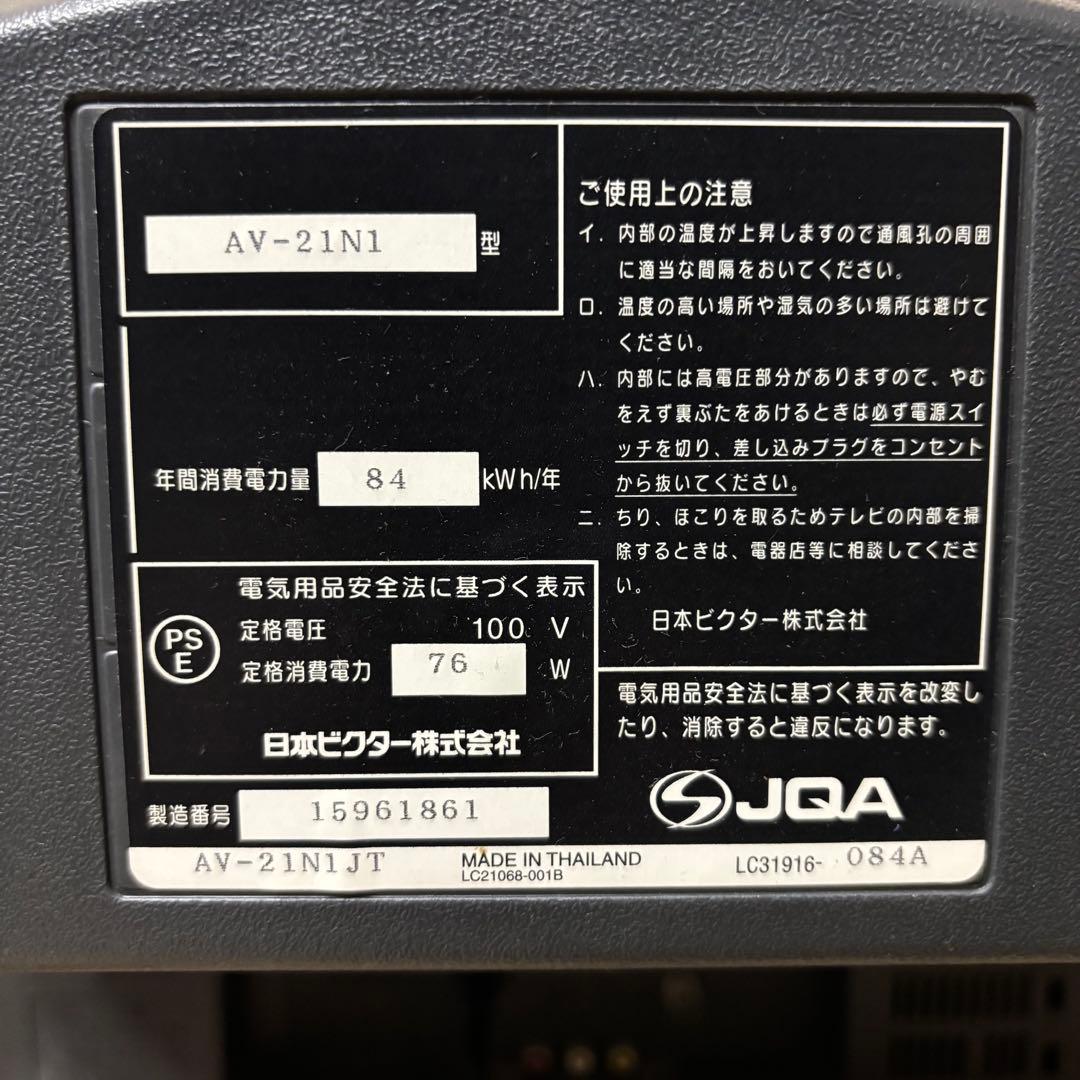 AV-21N1 型
年間消費電力量 84 kWh/年
電気用品安全法に基づく表示
PS
E
定格電圧 100 V
定格消費電力 76 W
日本ビクター株式会社
製造番号 15961861
ご使用上の注意
イ. 内部の温度が上昇しますので通風孔の周囲
に適当な間隔をおいてください。
ロ. 温度の高い場所や湿気の多い場所は避けて
ください。
ハ. 内部には高電圧部分がありますので、やむ
をえず裏ぶたをあけるときは必ず電源スイ
ッチを切り、差し込みプラグをコンセント
から抜いてください。
ニ. ちり、ほこりを取るためテレビの内部を掃
除するときは、電器店等に相談してくださ
い。
日本ビクター株式会社
電気用品安全法に基づく表示を改変し
たり、消除すると違反になります。
JQA
AV-21N1JT MADE IN THAILAND LC31916- 084A
LC21068-001B